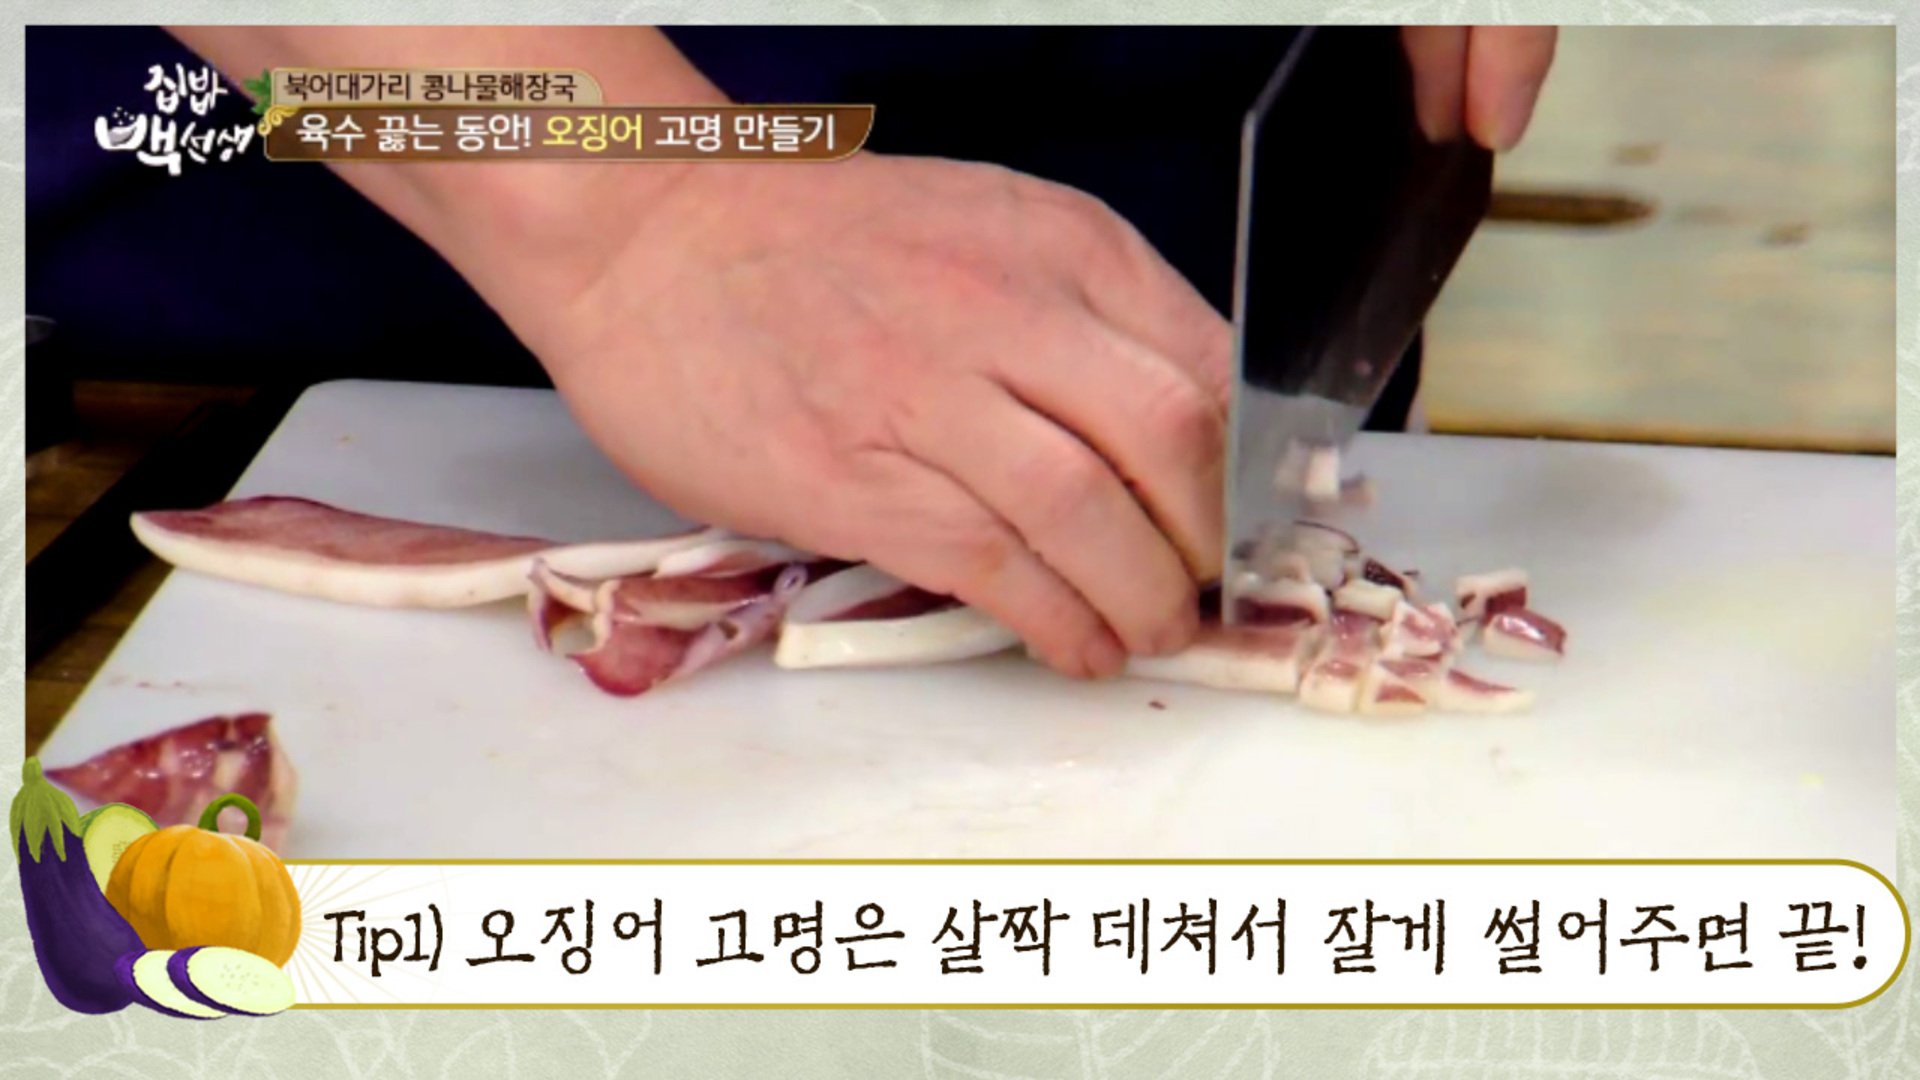 집밥
백선생
북어대가리 콩나물해장국
육수 끓는 동안! 오징어 고명 만들기
Tip1) 오징어 고명은 살짝 데쳐서 잘게 썰어주면 끝!